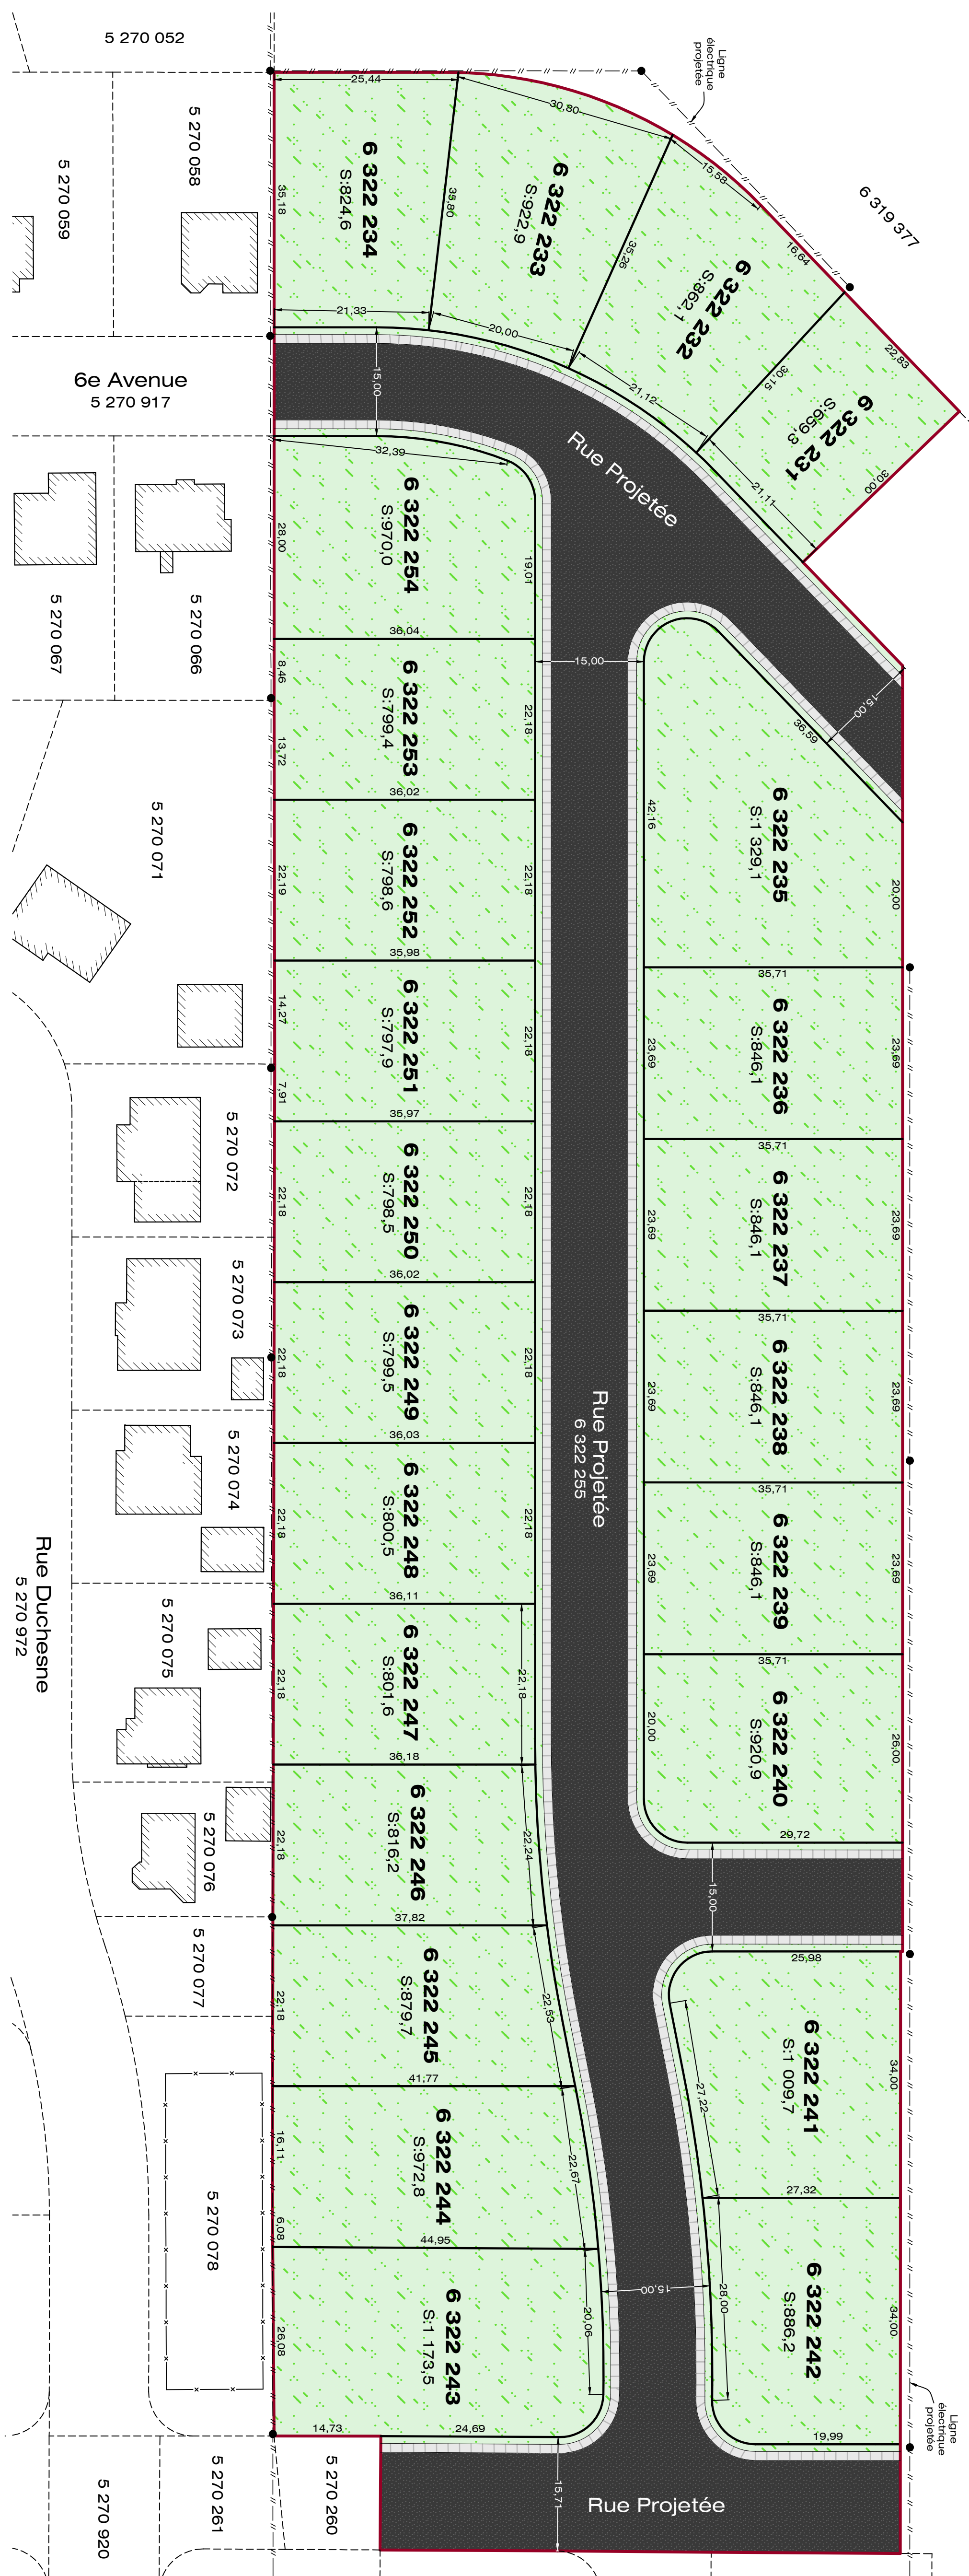 5 270 052
Ligne
électrique
projetée
5 270 058
5 270 059
25,44
30,80
15,58
16,64
6 319 377
35,18
6 322 234
S:824,6
35,80
6 322 233
S:922,9
35,26
6 322 232
S:862,1
30,15
22,83
6 322 231
S:659,3
30,00
21,33
20,00
21,12
21,11
6e Avenue
5 270 917
15,00
Rue Projetée
32,39
28,00
6 322 254
S:970,0
19,01
36,04
5 270 067
5 270 066
8,46
13,72
6 322 253
S:799,4
22,18
36,02
15,00
15,00
36,59
42,16
6 322 235
S:1 329,1
20,00
35,71
5 270 071
22,19
6 322 252
S:798,6
22,18
35,98
14,27
7,91
6 322 251
S:797,9
22,18
35,97
23,69
6 322 236
S:846,1
23,69
35,71
5 270 072
22,18
6 322 250
S:798,5
22,18
36,02
23,69
6 322 237
S:846,1
23,69
35,71
5 270 073
22,18
6 322 249
S:799,5
22,18
36,03
23,69
6 322 238
S:846,1
23,69
35,71
Rue Projetée
6 322 255
5 270 074
22,18
6 322 248
S:800,5
22,18
36,11
23,69
6 322 239
S:846,1
23,69
35,71
Rue Duchesne
5 270 972
5 270 075
22,18
6 322 247
S:801,6
22,18
36,18
20,00
6 322 240
S:920,9
26,00
29,72
5 270 076
22,18
6 322 246
S:816,2
22,24
37,82
15,00
5 270 077
22,18
6 322 245
S:879,7
22,53
41,77
25,98
6 322 241
S:1 009,7
34,00
27,22
27,32
5 270 078
16,11
6,08
6 322 244
S:972,8
22,67
44,95
26,08
6 322 243
S:1 173,5
20,06
15,00
28,00
6 322 242
S:886,2
34,00
14,73
24,69
19,99
Ligne
électrique
projetée
5 270 920
5 270 261
5 270 260
15,71
Rue Projetée